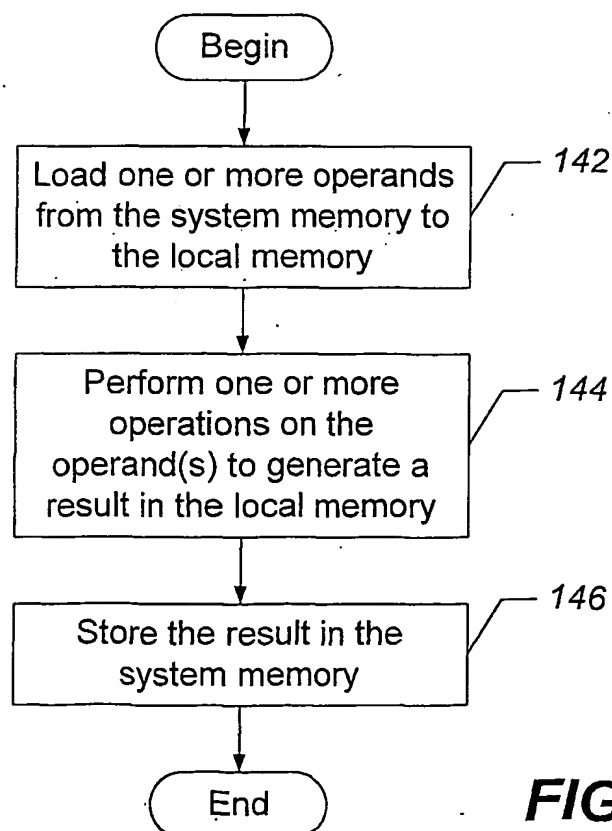 Begin
Load one or more operands
from the system memory to
the local memory
142
Perform one or more
operations on the
operand(s) to generate a
result in the local memory
144
Store the result in the
system memory
146
End
FIG